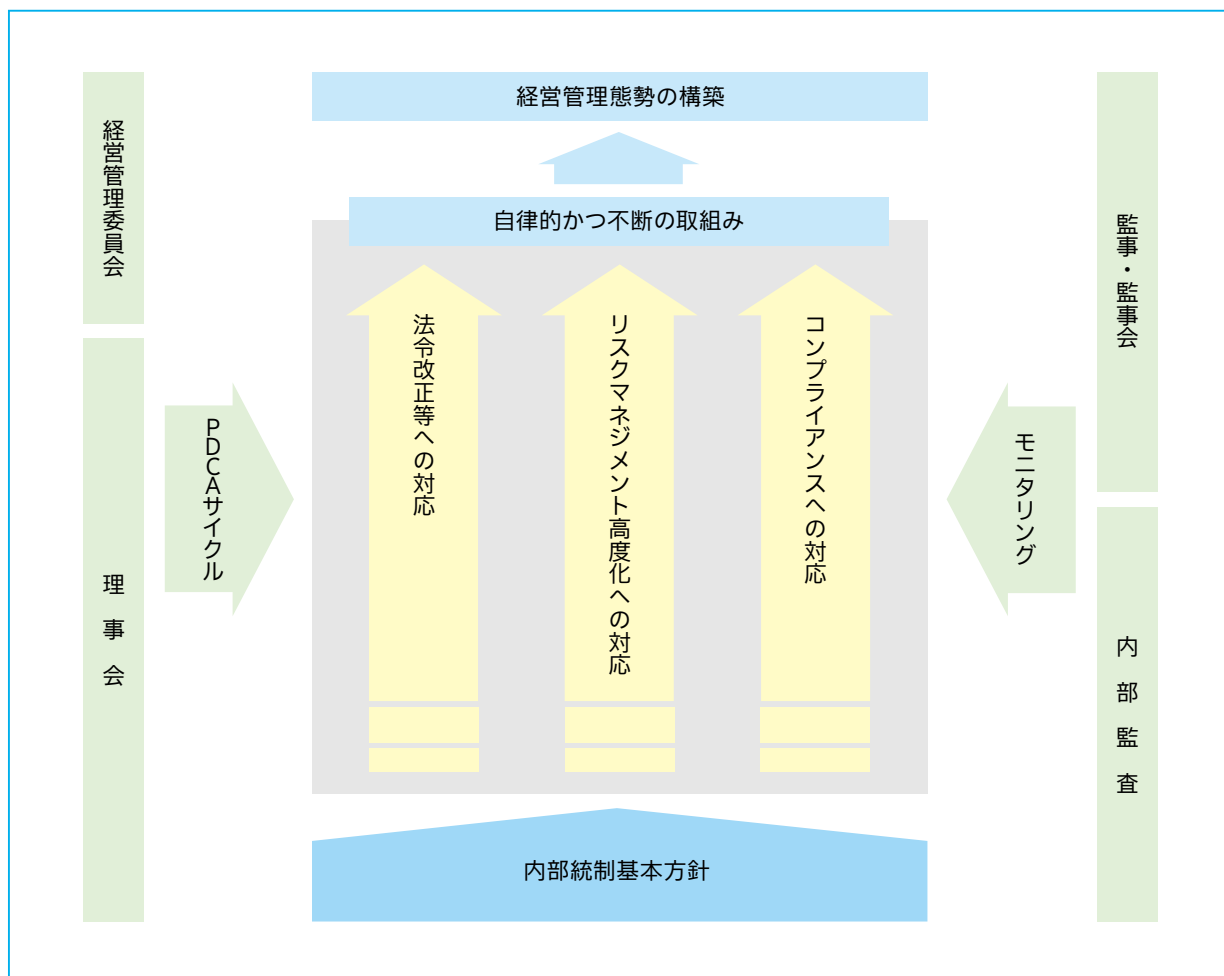 経営管理態勢の構築
自律的かつ不断の取組み
経営管理委員会
理事会
PDCAサイクル
法令改正等への対応
リスクマネジメント高度化への対応
コンプライアンスへの対応
モニタリング
監事・監事会
内部監査
内部統制基本方針